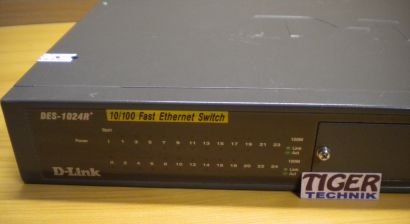 DES-1024R+
10/100 Fast Ethernet Switch
Power
1 3 5 7 9 11 13 15 17 19 21 23 100M
Link
Act
2 4 6 8 10 12 14 16 18 20 22 24 100M
Link
Act
D-Link
TIGER
TECHNIK